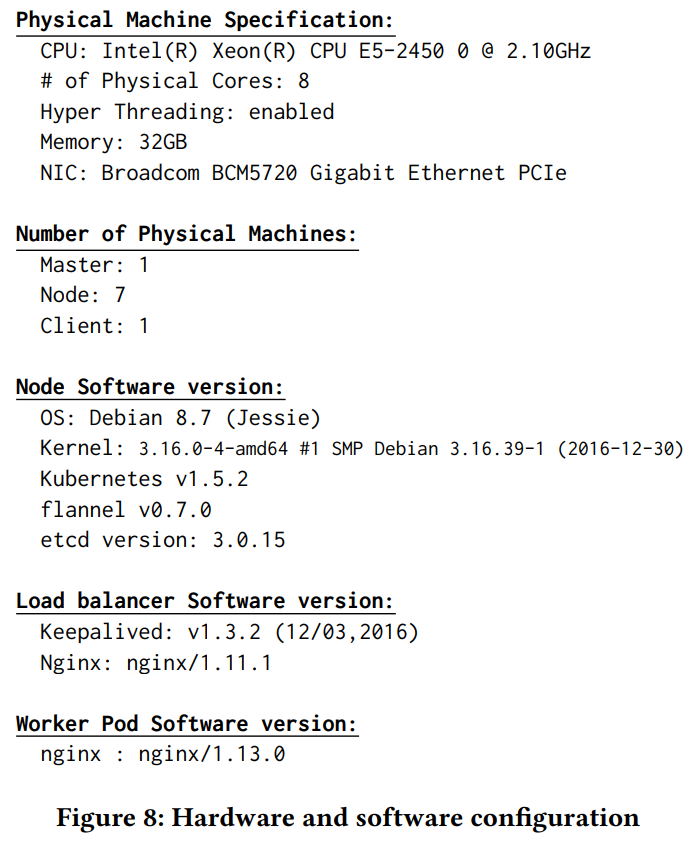 Physical Machine Specification:
CPU: Intel(R) Xeon(R) CPU E5-2450 0 @ 2.10GHz
# of Physical Cores: 8
Hyper Threading: enabled
Memory: 32GB
NIC: Broadcom BCM5720 Gigabit Ethernet PCIe
Number of Physical Machines:
Master: 1
Node: 7
Client: 1
Node Software version:
OS: Debian 8.7 (Jessie)
Kernel: 3.16.0-4-amd64 #1 SMP Debian 3.16.39-1 (2016-12-30)
Kubernetes v1.5.2
flannel v0.7.0
etcd version: 3.0.15
Load balancer Software version:
Keepalived: v1.3.2 (12/03,2016)
Nginx: nginx/1.11.1
Worker Pod Software version:
nginx : nginx/1.13.0
Figure 8: Hardware and software configuration